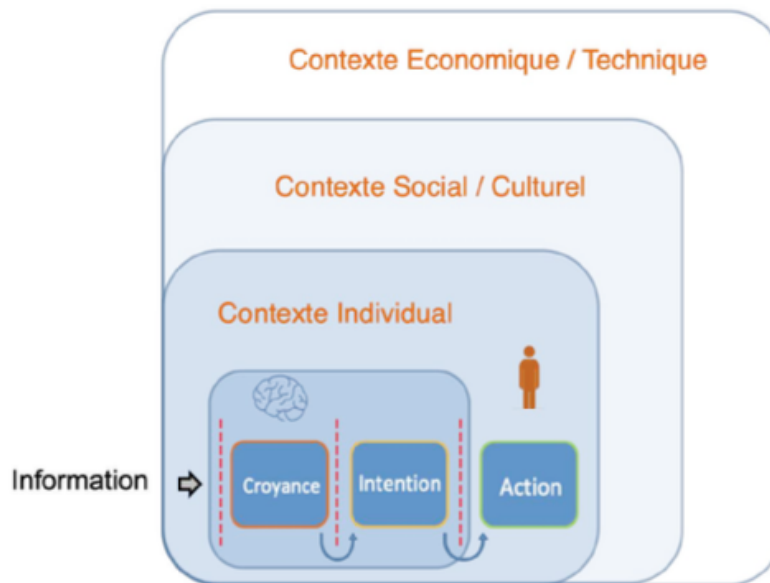 Contexte Economique / Technique
Contexte Social / Culturel
Contexte Individual
Information
Croyance
Intention
Action